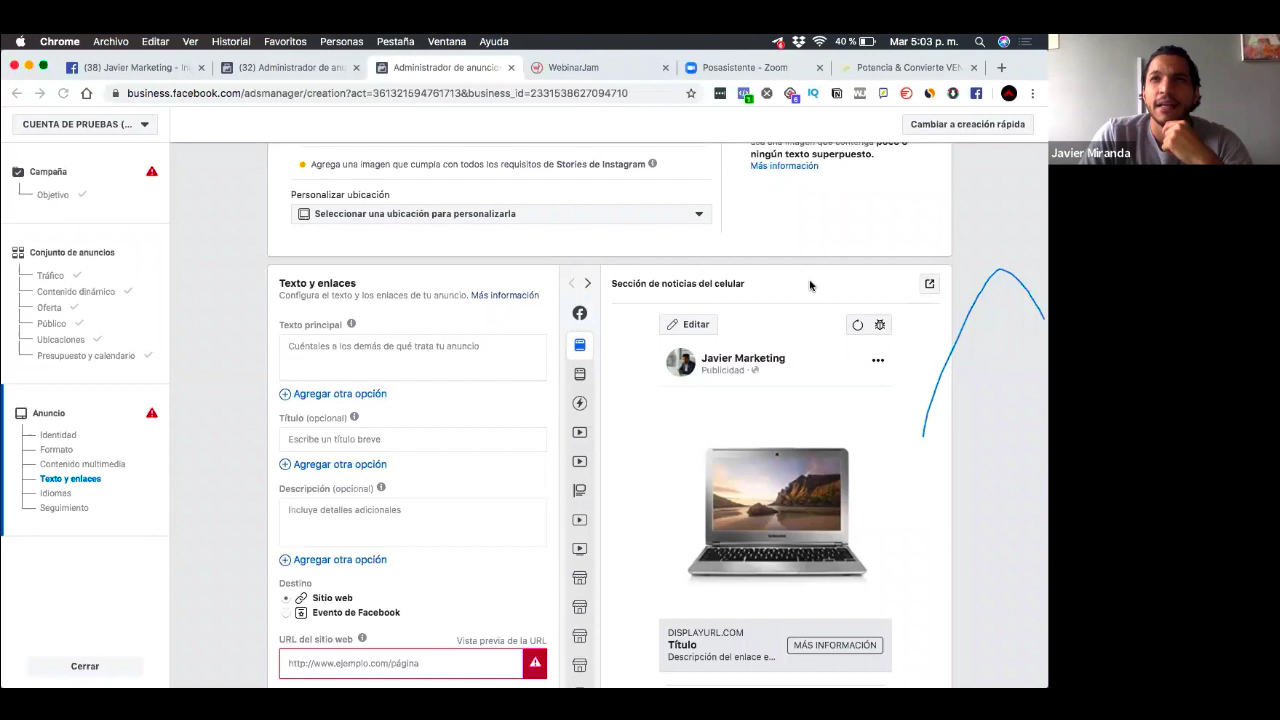 Chrome Archivo Editar Ver Historial Favoritos Personas Pestaña Ventana Ayuda 40 % Mar 5:03 p. m.
(38) Javier Marketing - In (32) Administrador de anunc Administrador de anuncio WebinarJam Posasistente - Zoom Potencia & Convierte VEN
business.facebook.com/adsmanager/creation?act=361321594761713&business_id=2331538627094710
CUENTA DE PRUEBAS (...
Cambiar a creación rápida
Campaña
Objetivo
Conjunto de anuncios
Tráfico
Contenido dinámico
Oferta
Público
Ubicaciones
Presupuesto y calendario
Anuncio
Identidad
Formato
Contenido multimedia
Texto y enlaces
Idiomas
Seguimiento
Cerrar
Agrega una imagen que cumpla con todos los requisitos de Stories de Instagram
Personalizar ubicación
Seleccionar una ubicación para personalizarla
ningún texto superpuesto.
Más información
Texto y enlaces
Configura el texto y los enlaces de tu anuncio. Más información
Texto principal
Cuéntales a los demás de qué trata tu anuncio
Agregar otra opción
Título (opcional)
Escribe un título breve
Agregar otra opción
Descripción (opcional)
Incluye detalles adicionales
Agregar otra opción
Destino
Sitio web
Evento de Facebook
URL del sitio web
Vista previa de la URL
http://www.ejemplo.com/página
Sección de noticias del celular
Editar
Javier Marketing
Publicidad
SAMSUNG
DISPLAYURL.COM
Título
Descripción del enlace e...
MÁS INFORMACIÓN
Javier Miranda